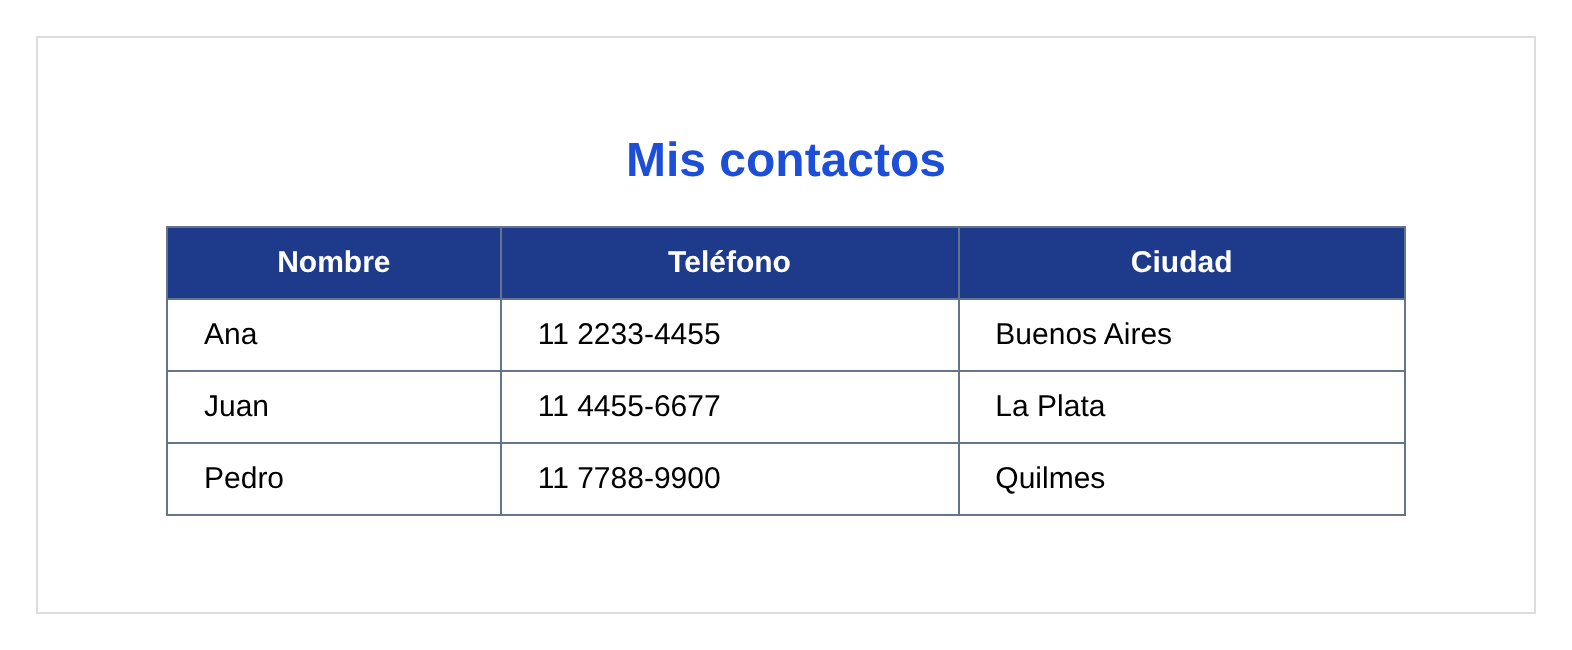 Mis contactos
Nombre Teléfono Ciudad
Ana 11 2233-4455 Buenos Aires
Juan 11 4455-6677 La Plata
Pedro 11 7788-9900 Quilmes